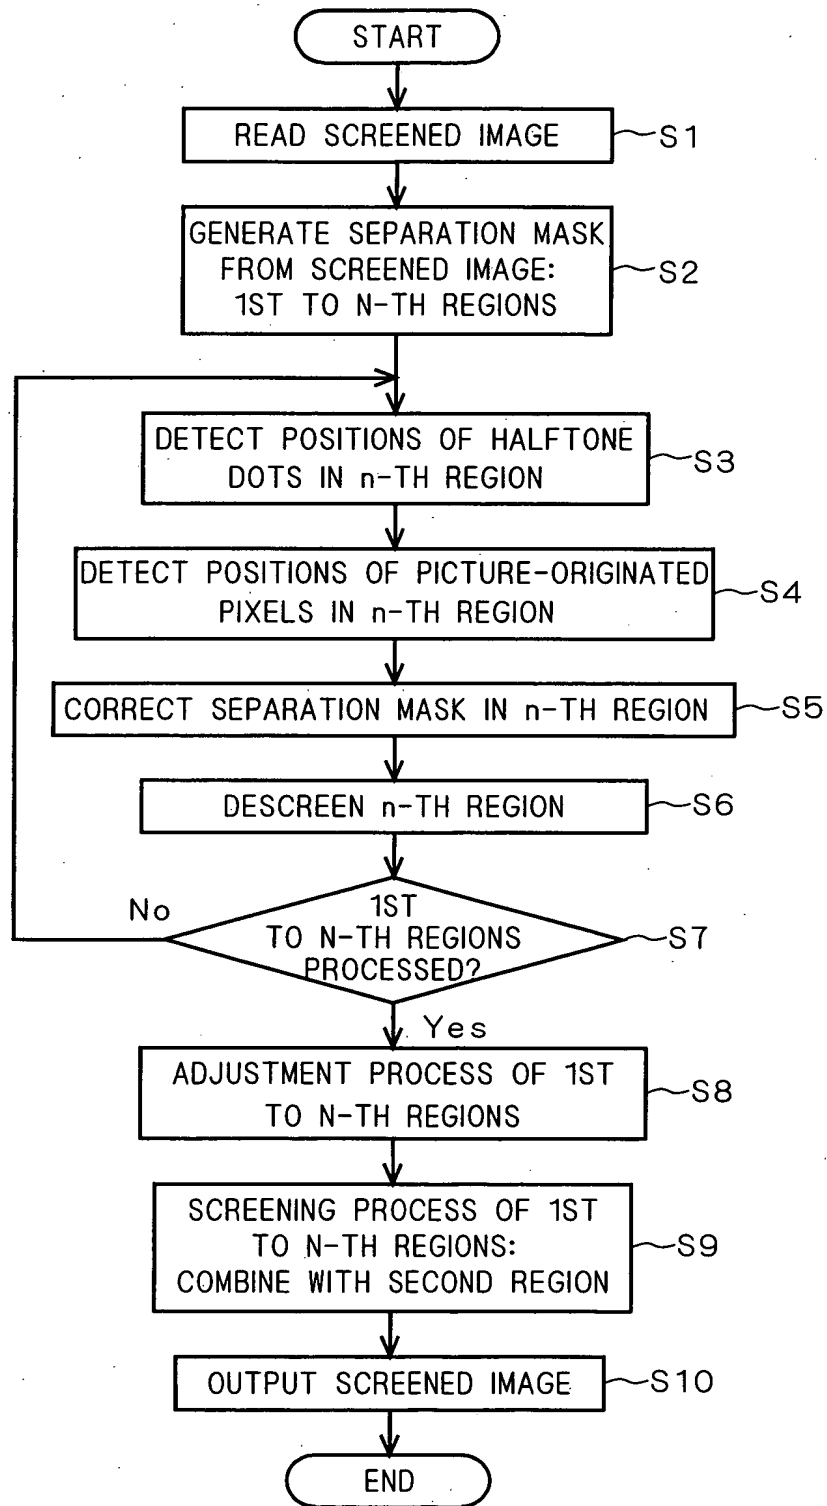 START
READ SCREENED IMAGE
S1
GENERATE SEPARATION MASK
FROM SCREENED IMAGE:
1ST TO N-TH REGIONS
S2
DETECT POSITIONS OF HALFTONE
DOTS IN n-TH REGION
S3
DETECT POSITIONS OF PICTURE-ORIGINATED
PIXELS IN n-TH REGION
S4
CORRECT SEPARATION MASK IN n-TH REGION
S5
DESCREEN n-TH REGION
S6
No
1ST
TO N-TH REGIONS
PROCESSED?
S7
Yes
ADJUSTMENT PROCESS OF 1ST
TO N-TH REGIONS
S8
SCREENING PROCESS OF 1ST
TO N-TH REGIONS:
COMBINE WITH SECOND REGION
S9
OUTPUT SCREENED IMAGE
S10
END